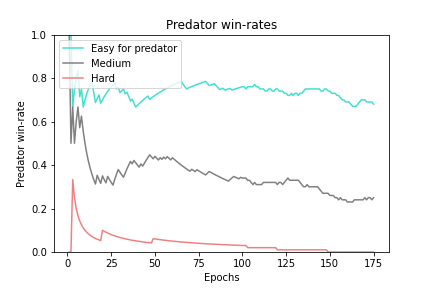 Predator win-rates
Predator win-rate
1.0
0.8
0.6
0.4
0.2
0.0
Easy for predator
Medium
Hard
0 25 50 75 100 125 150 175
Epochs